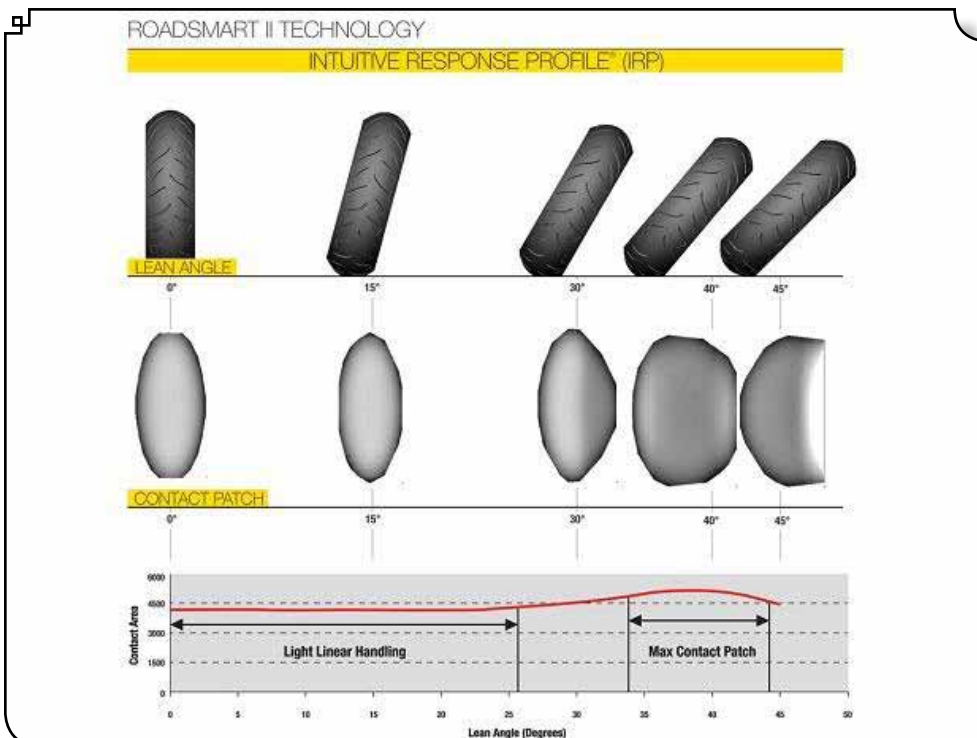 ROADSMART II TECHNOLOGY
INTUITIVE RESPONSE PROFILE® (IRP)
LEAN ANGLE
0° 15° 30° 40° 45°
CONTACT PATCH
0° 15° 30° 40° 45°
6000
4500
3000
1500
0
Contact Area
Light Linear Handling
Max Contact Patch
0 5 10 15 20 25 30 35 40 45 50
Lean Angle (Degrees)